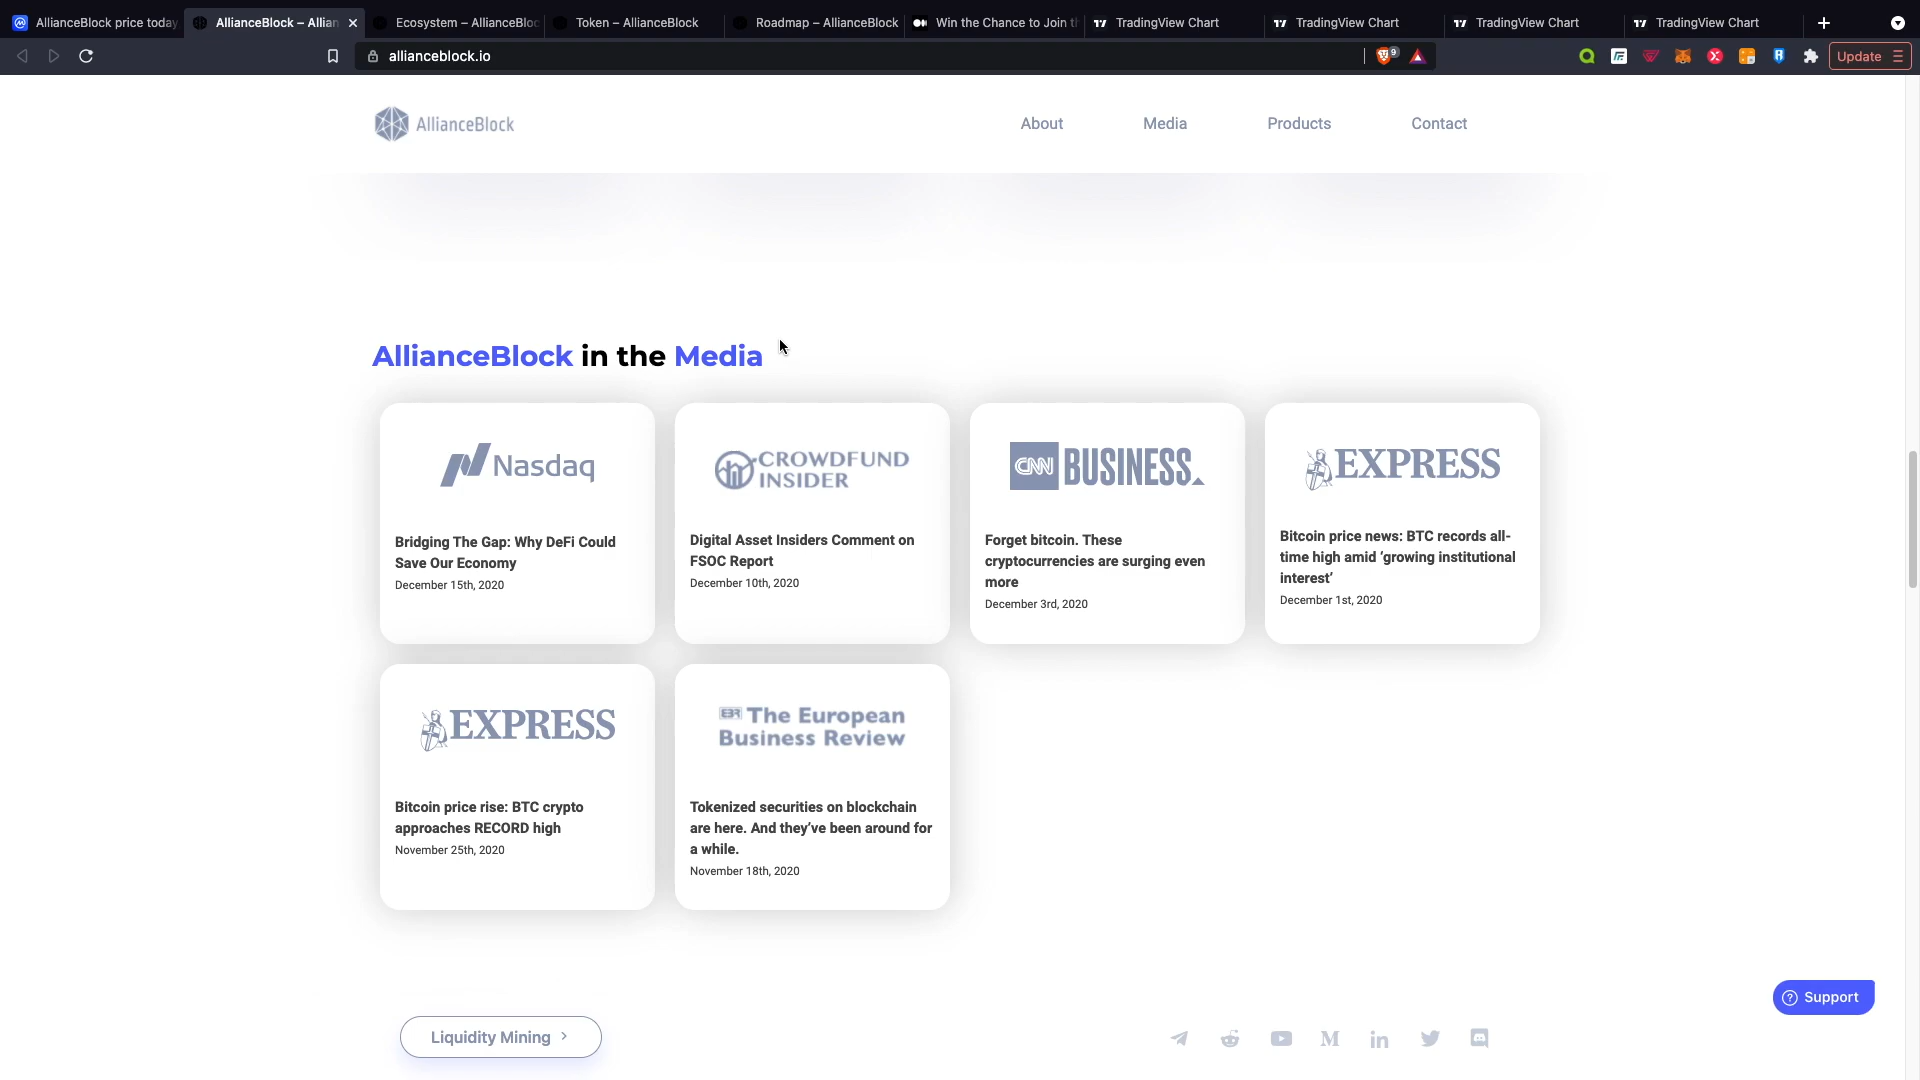 AllianceBlock price today
AllianceBlock – Allian
Ecosystem – AllianceBloc
Token – AllianceBlock
Roadmap – AllianceBlock
Win the Chance to Join t
TradingView Chart
TradingView Chart
TradingView Chart
TradingView Chart
allianceblock.io
9
Update
AllianceBlock
About
Media
Products
Contact
AllianceBlock in the Media
Nasdaq
Bridging The Gap: Why DeFi Could
Save Our Economy
December 15th, 2020
CROWDFUND
INSIDER
Digital Asset Insiders Comment on
FSOC Report
December 10th, 2020
CNN BUSINESS
Forget bitcoin. These
cryptocurrencies are surging even
more
December 3rd, 2020
EXPRESS
Bitcoin price news: BTC records all-
time high amid ‘growing institutional
interest’
December 1st, 2020
EXPRESS
Bitcoin price rise: BTC crypto
approaches RECORD high
November 25th, 2020
EBR The European
Business Review
Tokenized securities on blockchain
are here. And they’ve been around for
a while.
November 18th, 2020
? Support
Liquidity Mining >